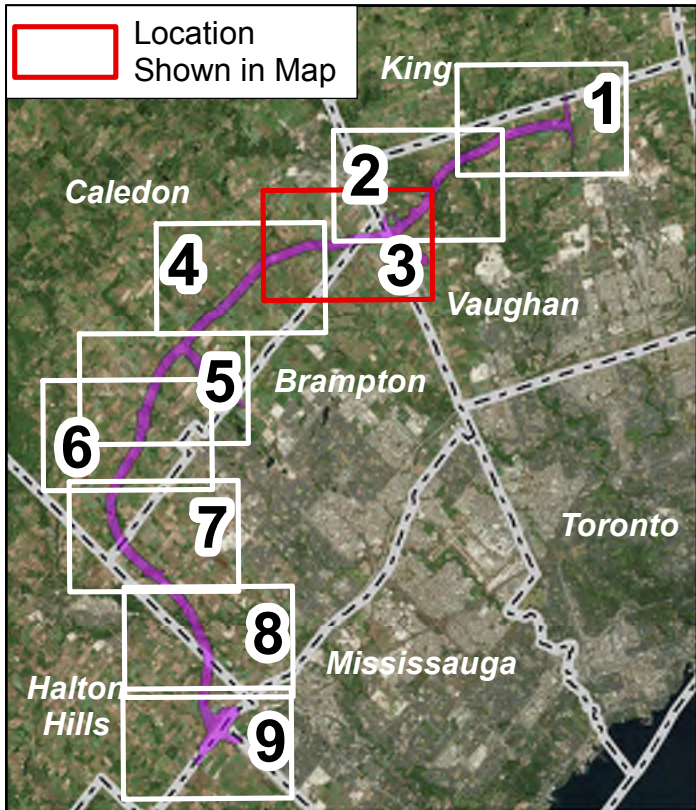 Location
Shown in Map
King
1
2
Caledon
4
3
Vaughan
5
Brampton
6
7
Toronto
8
Mississauga
Halton
Hills
9